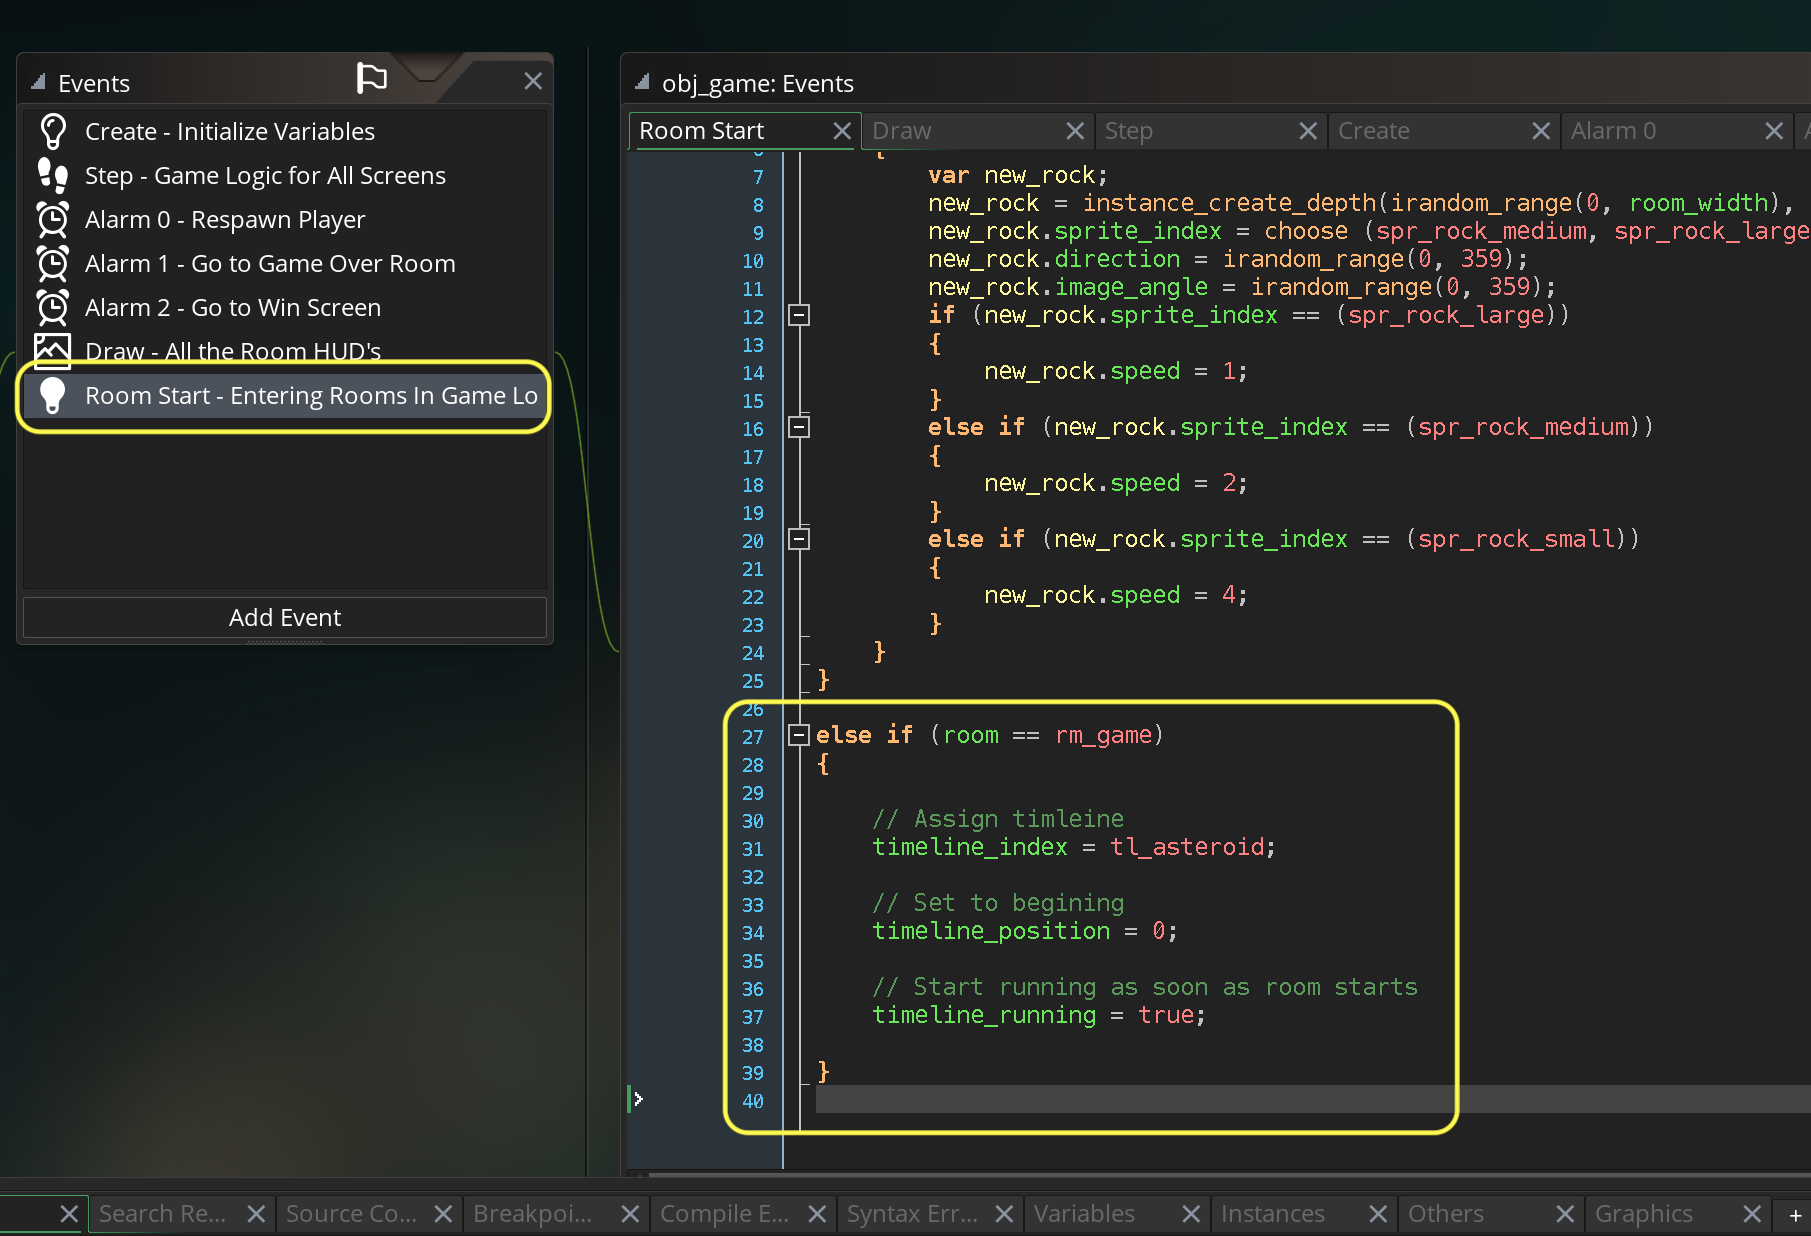 Events
Create - Initialize Variables
Step - Game Logic for All Screens
Alarm 0 - Respawn Player
Alarm 1 - Go to Game Over Room
Alarm 2 - Go to Win Screen
Draw - All the Room HUD's
Room Start - Entering Rooms In Game Lo
Add Event
obj_game: Events
Room Start Draw Step Create Alarm 0
{
7 var new_rock;
8 new_rock = instance_create_depth(irandom_range(0, room_width),
9 new_rock.sprite_index = choose (spr_rock_medium, spr_rock_large
10 new_rock.direction = irandom_range(0, 359);
11 new_rock.image_angle = irandom_range(0, 359);
12 if (new_rock.sprite_index == (spr_rock_large))
13 {
14 new_rock.speed = 1;
15 }
16 else if (new_rock.sprite_index == (spr_rock_medium))
17 {
18 new_rock.speed = 2;
19 }
20 else if (new_rock.sprite_index == (spr_rock_small))
21 {
22 new_rock.speed = 4;
23 }
24 }
25 }
26
27 else if (room == rm_game)
28 {
29
30 // Assign timleine
31 timeline_index = tl_asteroid;
32
33 // Set to begining
34 timeline_position = 0;
35
36 // Start running as soon as room starts
37 timeline_running = true;
38
39 }
40
Search Re... Source Co... Breakpoi... Compile E... Syntax Err... Variables Instances Others Graphics +